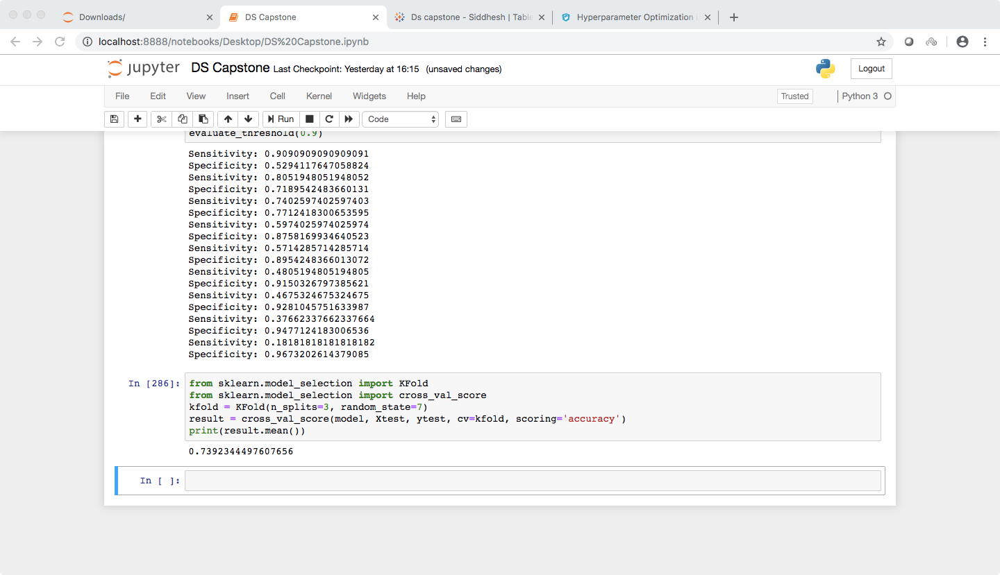 Downloads/
DS Capstone
Ds capstone - Siddhesh | Table
Hyperparameter Optimization i
localhost:8888/notebooks/Desktop/DS%20Capstone.ipynb
jupyter DS Capstone Last Checkpoint: Yesterday at 16:15 (unsaved changes)
Logout
File Edit View Insert Cell Kernel Widgets Help
Trusted
Python 3
Run
Code
evaluate_threshold(0.9)
Sensitivity: 0.9090909090909091
Specificity: 0.5294117647058824
Sensitivity: 0.8051948051948052
Specificity: 0.7189542483660131
Sensitivity: 0.7402597402597403
Specificity: 0.7712418300653595
Sensitivity: 0.5974025974025974
Specificity: 0.8758169934640523
Sensitivity: 0.5714285714285714
Specificity: 0.8954248366013072
Sensitivity: 0.4805194805194805
Specificity: 0.9150326797385621
Sensitivity: 0.4675324675324675
Specificity: 0.9281045751633987
Sensitivity: 0.37662337662337664
Specificity: 0.9477124183006536
Sensitivity: 0.18181818181818182
Specificity: 0.9673202614379085
In [286]:
from sklearn.model_selection import KFold
from sklearn.model_selection import cross_val_score
kfold = KFold(n_splits=3, random_state=7)
result = cross_val_score(model, Xtest, ytest, cv=kfold, scoring='accuracy')
print(result.mean())
0.7392344497607656
In [ ]: